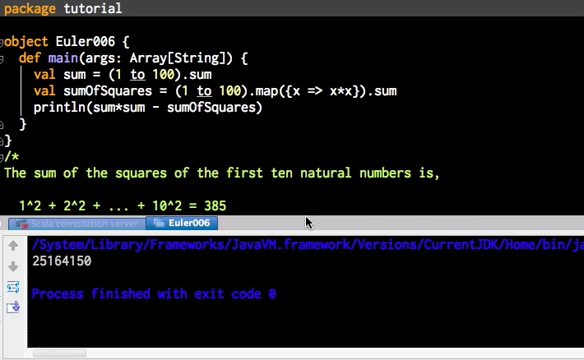 package tutorial
object Euler006 {
def main(args: Array[String]) {
val sum = (1 to 100).sum
val sumOfSquares = (1 to 100).map({x => x*x}).sum
println(sum*sum - sumOfSquares)
}
}
/*
The sum of the squares of the first ten natural numbers is,
1^2 + 2^2 + ... + 10^2 = 385
Scala compilation server
Euler006
/System/Library/Frameworks/JavaVM.framework/Versions/CurrentJDK/Home/bin/ja
25164150
Process finished with exit code 0